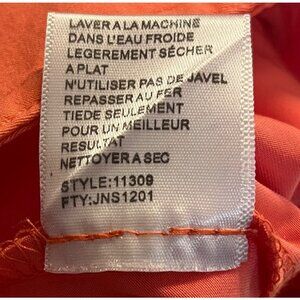 LAVER A LA MACHINE
DANS L'EAU FROIDE
LEGEREMENT SÉCHER
A PLAT
N'UTILISER PAS DE JAVEL
REPASSER AU FER
TIEDE SEULEMENT
POUR UN MEILLEUR
RESULTAT
NETTOYER A SEC
STYLE:11309
FTY:JNS1201